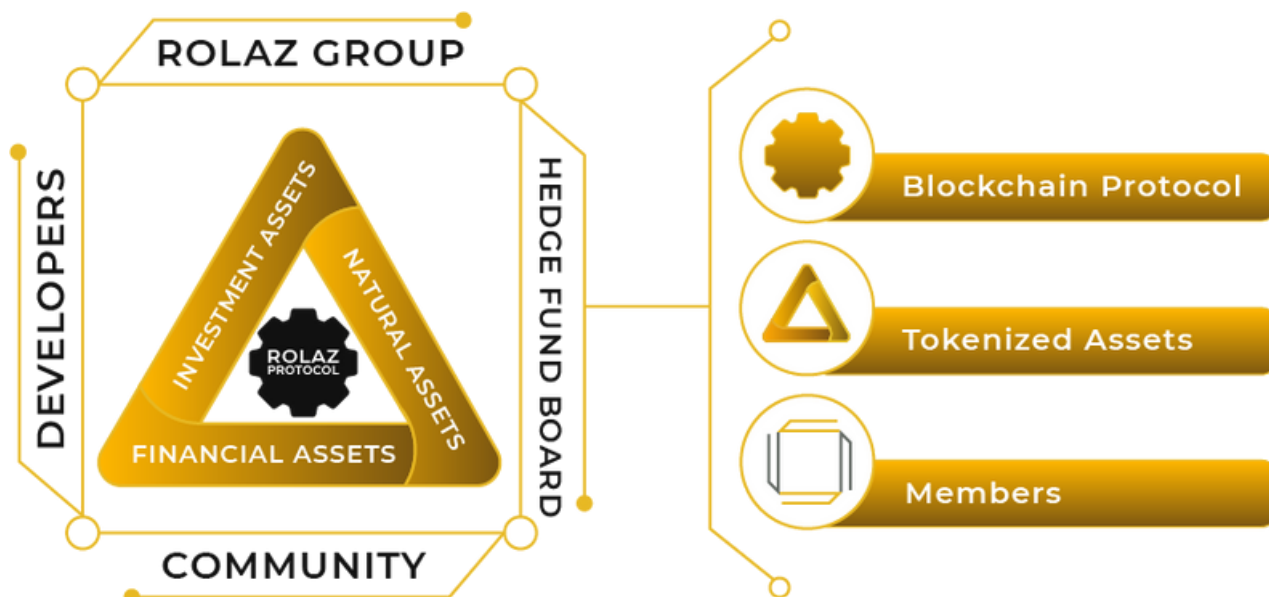 ROLAZ GROUP
DEVELOPERS
INVESTMENT ASSETS
NATURAL ASSETS
ROLAZ
PROTOCOL
FINANCIAL ASSETS
HEDGE FUND BOARD
COMMUNITY
Blockchain Protocol
Tokenized Assets
Members